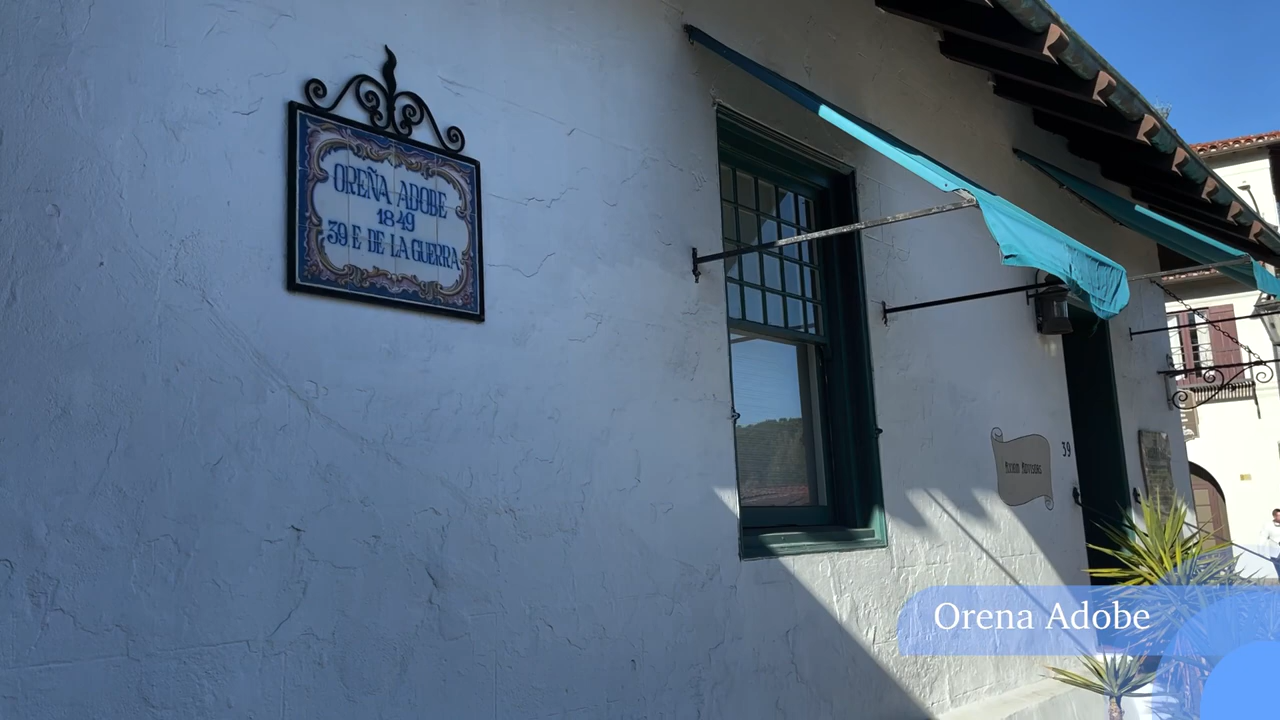 OREÑA ADOBE
1849
39 E DE LA GUERRA
39
Orena Adobe